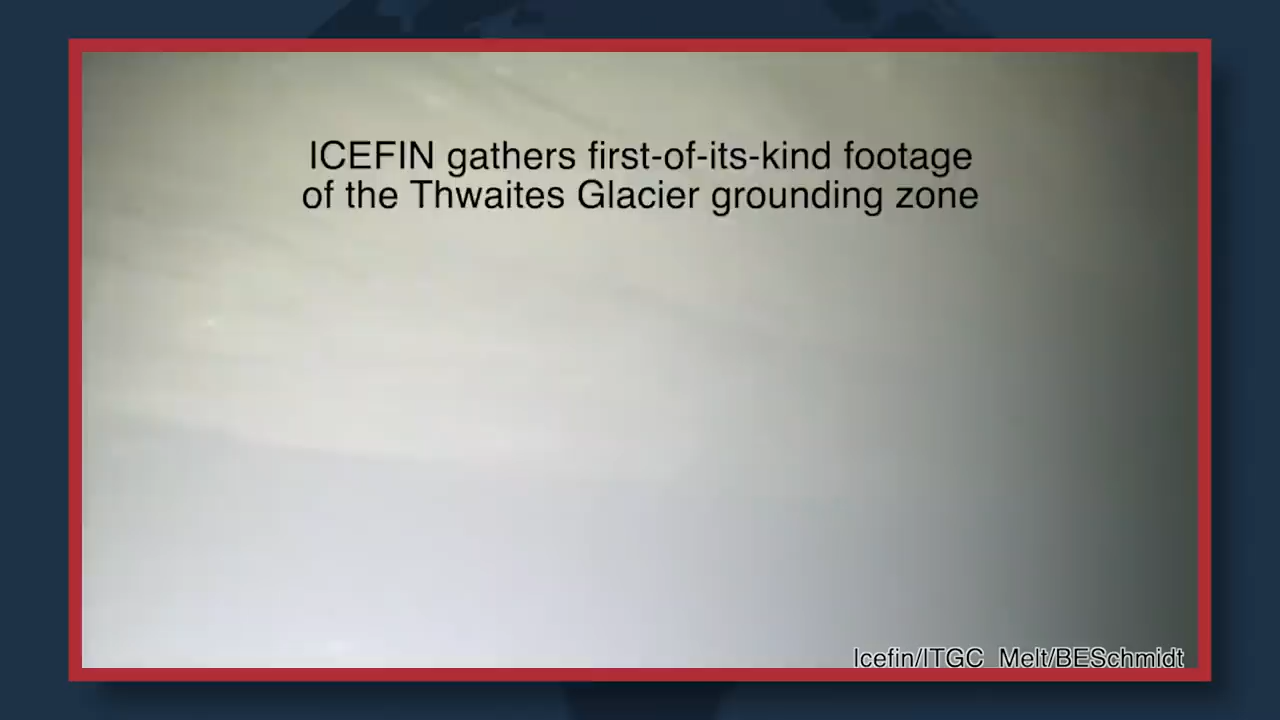 ICEFIN gathers first-of-its-kind footage
of the Thwaites Glacier grounding zone
Icefin/ITGC Melt/BESchmidt